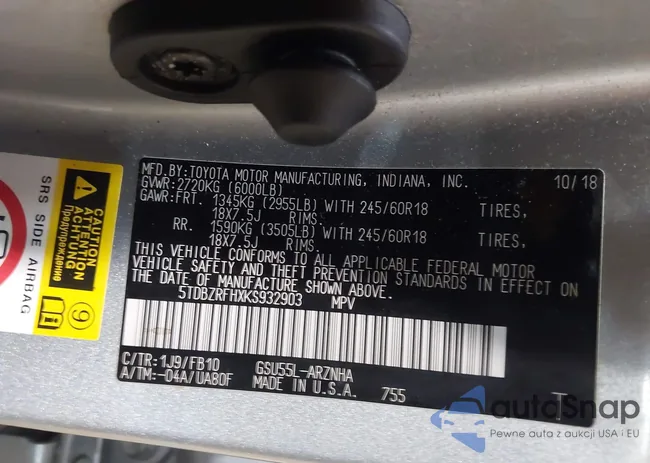 MFD.BY:TOYOTA MOTOR MANUFACTURING, INDIANA, INC. 10/18
GVWR:2720KG (6000LB)
GAWR:FRT. 1345KG (2955LB) WITH 245/60R18 TIRES,
18X7.5J RIMS.
RR. 1590KG (3505LB) WITH 245/60R18 TIRES,
18X7.5J RIMS.
THIS VEHICLE CONFORMS TO ALL APPLICABLE FEDERAL MOTOR
VEHICLE SAFETY AND THEFT PREVENTION STANDARDS IN EFFECT ON
THE DATE OF MANUFACTURE SHOWN ABOVE.
5TDBZRFHXKS932903 MPV
C/TR:1J9/FB10 GSU55L-ARZNHA
A/TM:-04A/UA80F MADE IN U.S.A. 755 T
SRS SIDE AIRBAG
CAUTION
ATTENTION
ACHTUNG
Предупреждение
9
autoSnap
Pewne auta z aukcji USA i EU